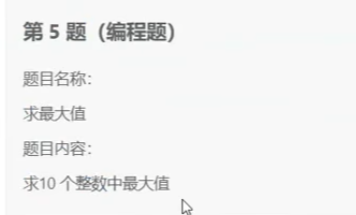 第 5 题（编程题）
题目名称：
求最大值
题目内容：
求10 个整数中最大值